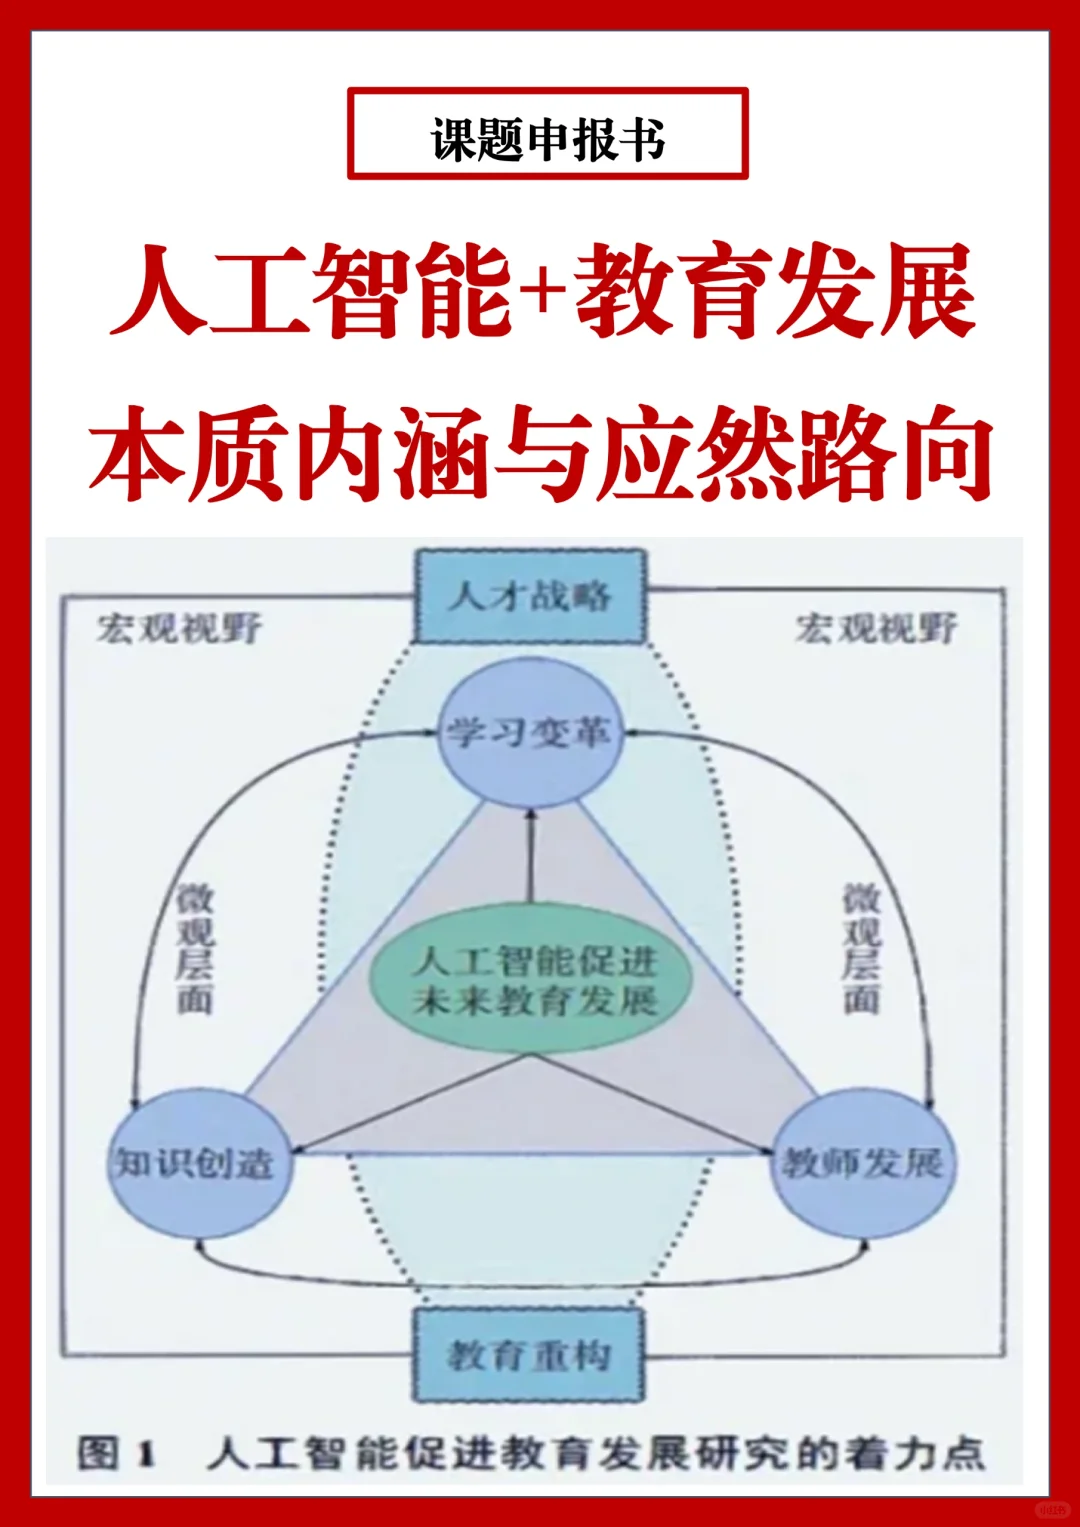 课题申报书
人工智能+教育发展
本质内涵与应然路向
人才战略
宏观视野
宏观视野
学习变革
微观层面
微观层面
人工智能促进
未来教育发展
知识创造
教师发展
教育重构
图1 人工智能促进教育发展研究的着力点
小红书